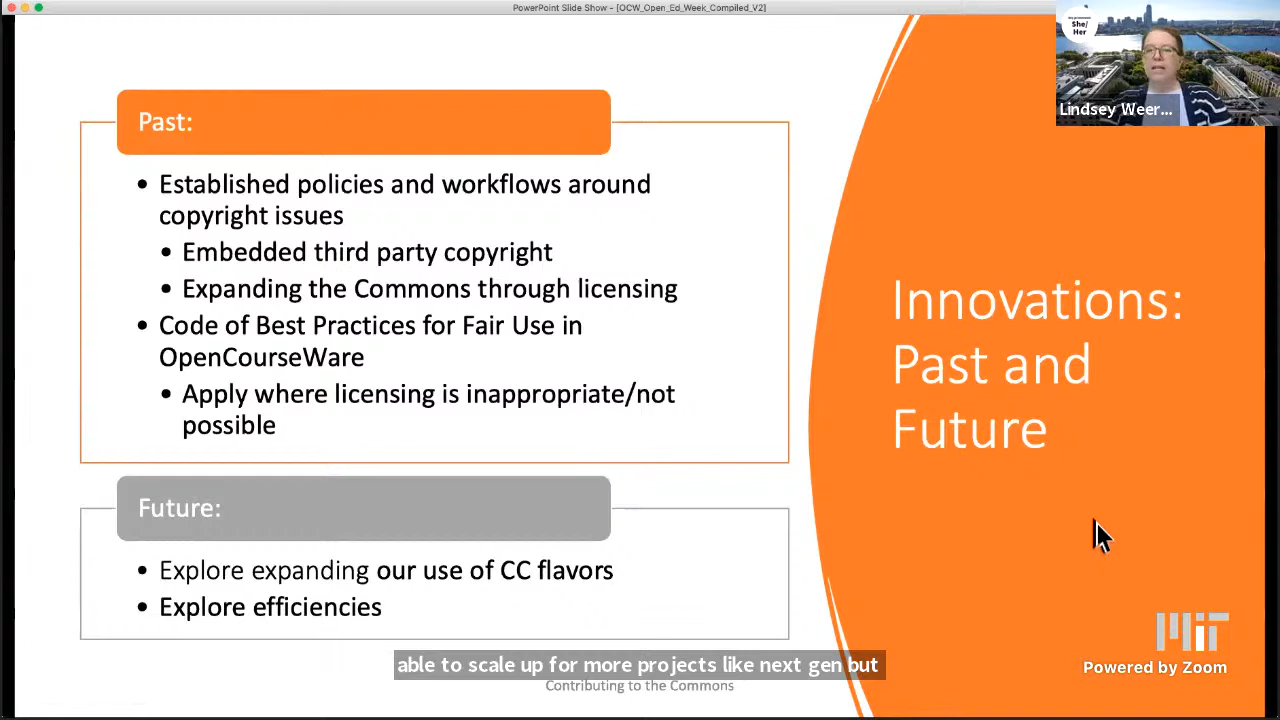 PowerPoint Slide Show - [OCW_Open_Ed_Week_Compiled_V2]
She/
Her
Lindsey Weer...
Past:
• Established policies and workflows around
copyright issues
• Embedded third party copyright
• Expanding the Commons through licensing
• Code of Best Practices for Fair Use in
OpenCourseWare
• Apply where licensing is inappropriate/not
possible
Innovations:
Past and
Future
Future:
• Explore expanding our use of CC flavors
• Explore efficiencies
able to scale up for more projects like next gen but
Contributing to the Commons
MIT
Powered by Zoom